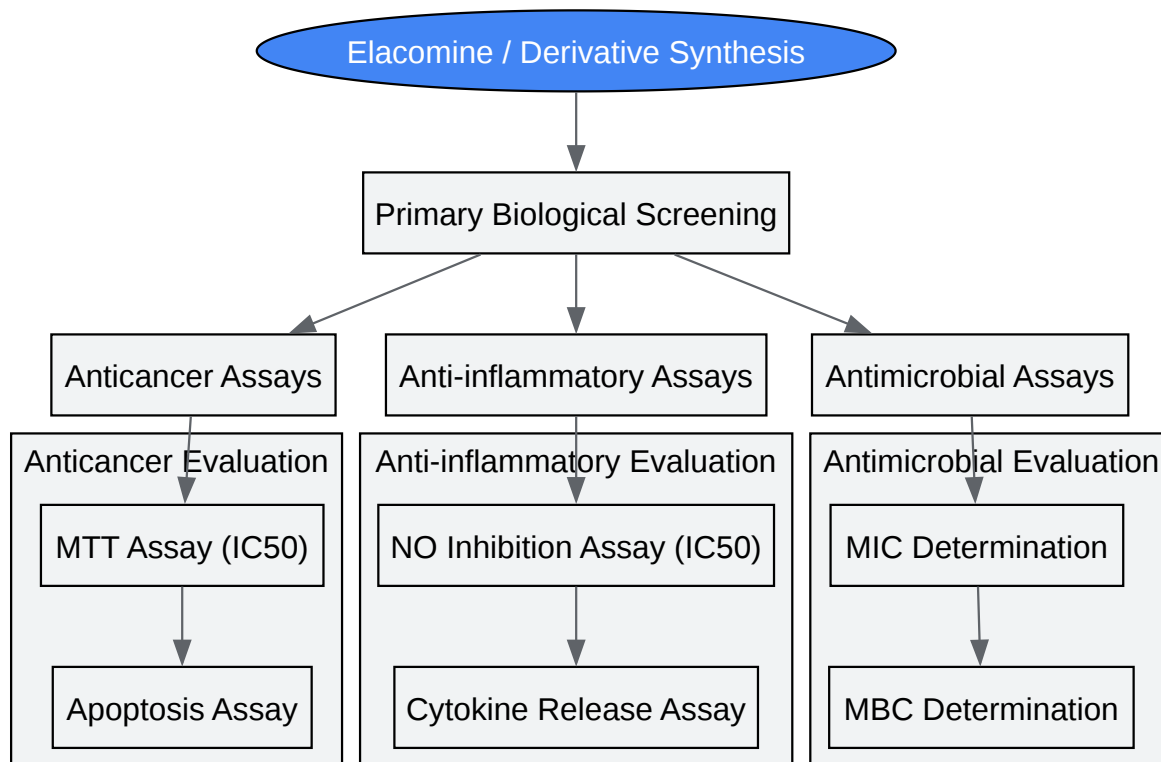 Elacomine / Derivative Synthesis
Primary Biological Screening
Anticancer Assays
Anti-inflammatory Assays
Antimicrobial Assays
Anticancer Evaluation
Anti-inflammatory Evaluation
Antimicrobial Evaluation
MTT Assay (IC50)
NO Inhibition Assay (IC50)
MIC Determination
Apoptosis Assay
Cytokine Release Assay
MBC Determination